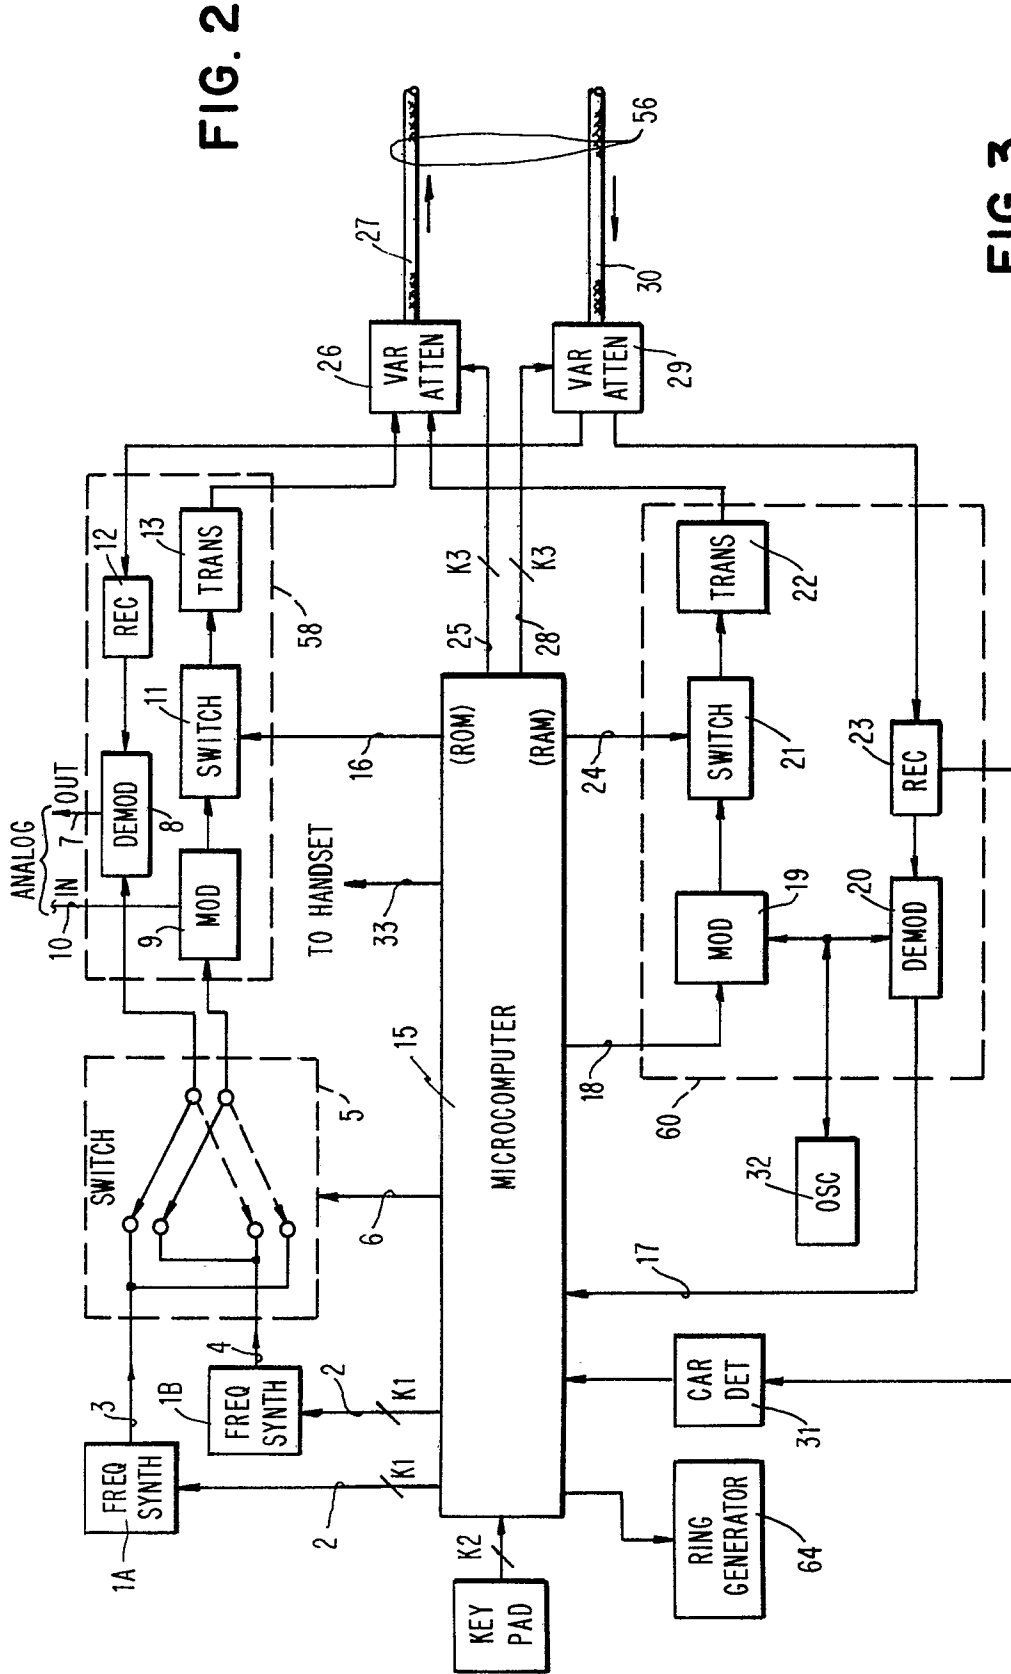 FIG. 2
ANALOG
IN
OUT
10
7
SWITCH
5
6
3
4
FREQ
SYNTH
1A
FREQ
SYNTH
1B
2
K1
2
K1
DEMOD
8
REC
12
MOD
9
SWITCH
11
TRANS
13
58
16
TO HANDSET
33
VAR
ATTEN
26
27
56
VAR
ATTEN
29
30
K3
25
K3
28
KEY
PAD
K2
MICROCOMPUTER
15
(ROM)
(RAM)
24
18
17
MOD
19
SWITCH
21
TRANS
22
DEMOD
20
REC
23
60
OSC
32
CAR
DET
31
RING
GENERATOR
64
FIG. 3